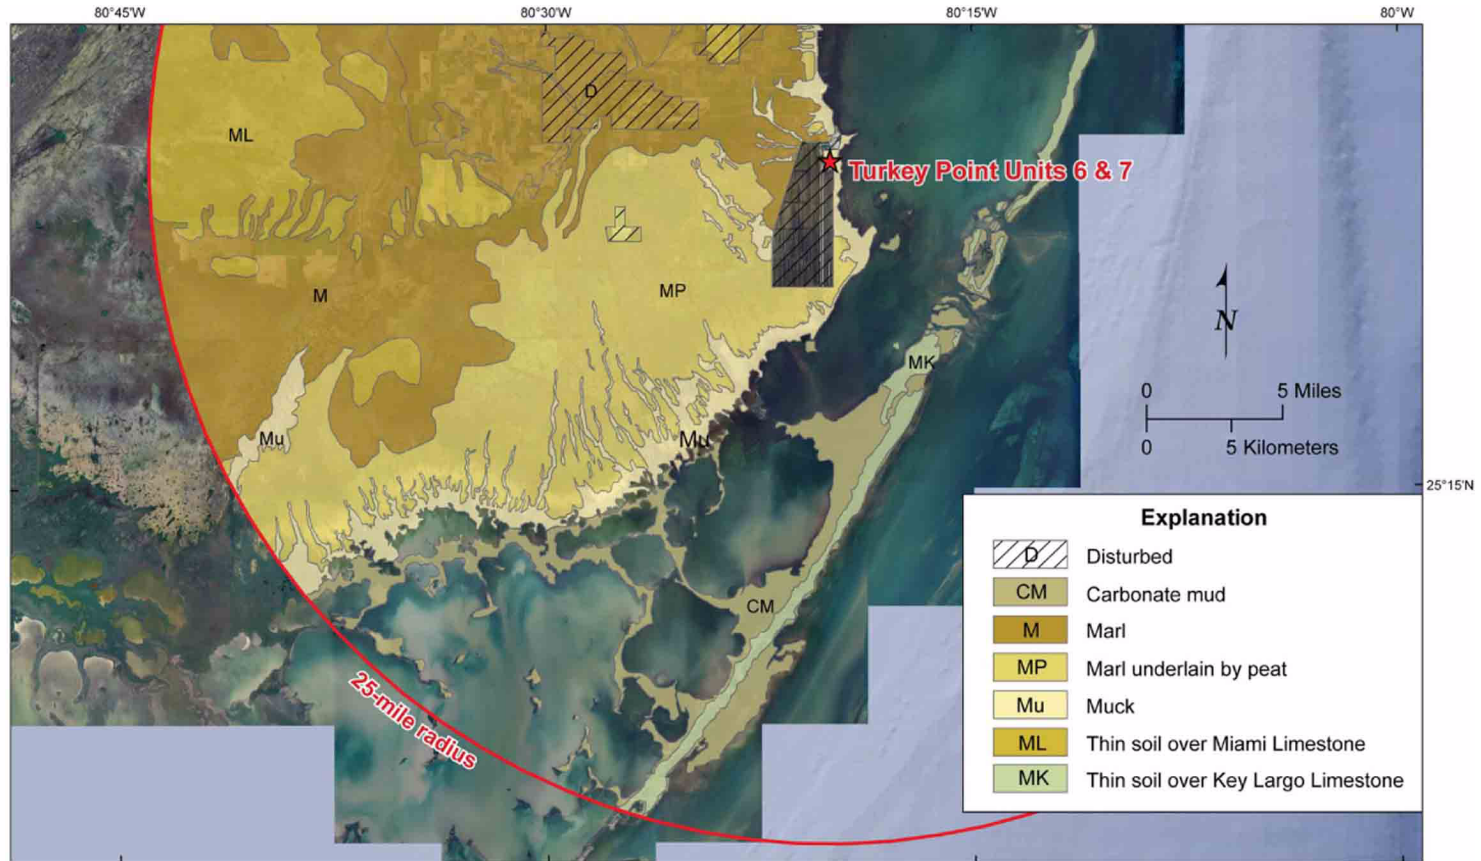 80°45'W
80°30'W
80°15'W
80°W
D
ML
Turkey Point Units 6 & 7
M
MP
N
MK
0 5 Miles
0 5 Kilometers
Mu
Mu
25°15'N
CM
25-mile radius
Explanation
D Disturbed
CM Carbonate mud
M Marl
MP Marl underlain by peat
Mu Muck
ML Thin soil over Miami Limestone
MK Thin soil over Key Largo Limestone